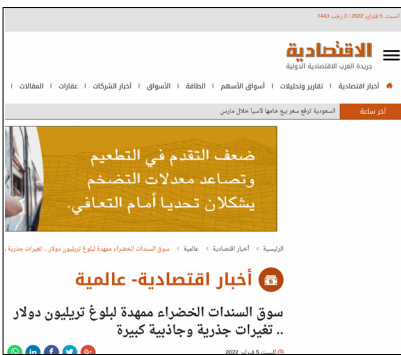 السبت, 5 فبراير 2022 | 3 رَجَب 1443
الاقتصادية
جريدة العرب الاقتصادية الدولية
أخبار اقتصادية | تقارير وتحليلات | أسواق الأسهم | الطاقة | الأسواق | أخبار الشركات | عقارات | المقالات |
آخر ساعة
السعودية ترفع سعر بيع خامها لآسيا خلال مارس
ضعف التقدم في التطعيم
وتصاعد معدلات التضخم
يشكلان تحديا أمام التعافي.
الرئيسية > أخبار اقتصادية > عالمية > سوق السندات الخضراء ممهدة لبلوغ تريليون دولار .. تغيرات جذرية و
أخبار اقتصادية- عالمية
سوق السندات الخضراء ممهدة لبلوغ تريليون دولار
.. تغيرات جذرية وجاذبية كبيرة
السبت 5 فبراير 2022